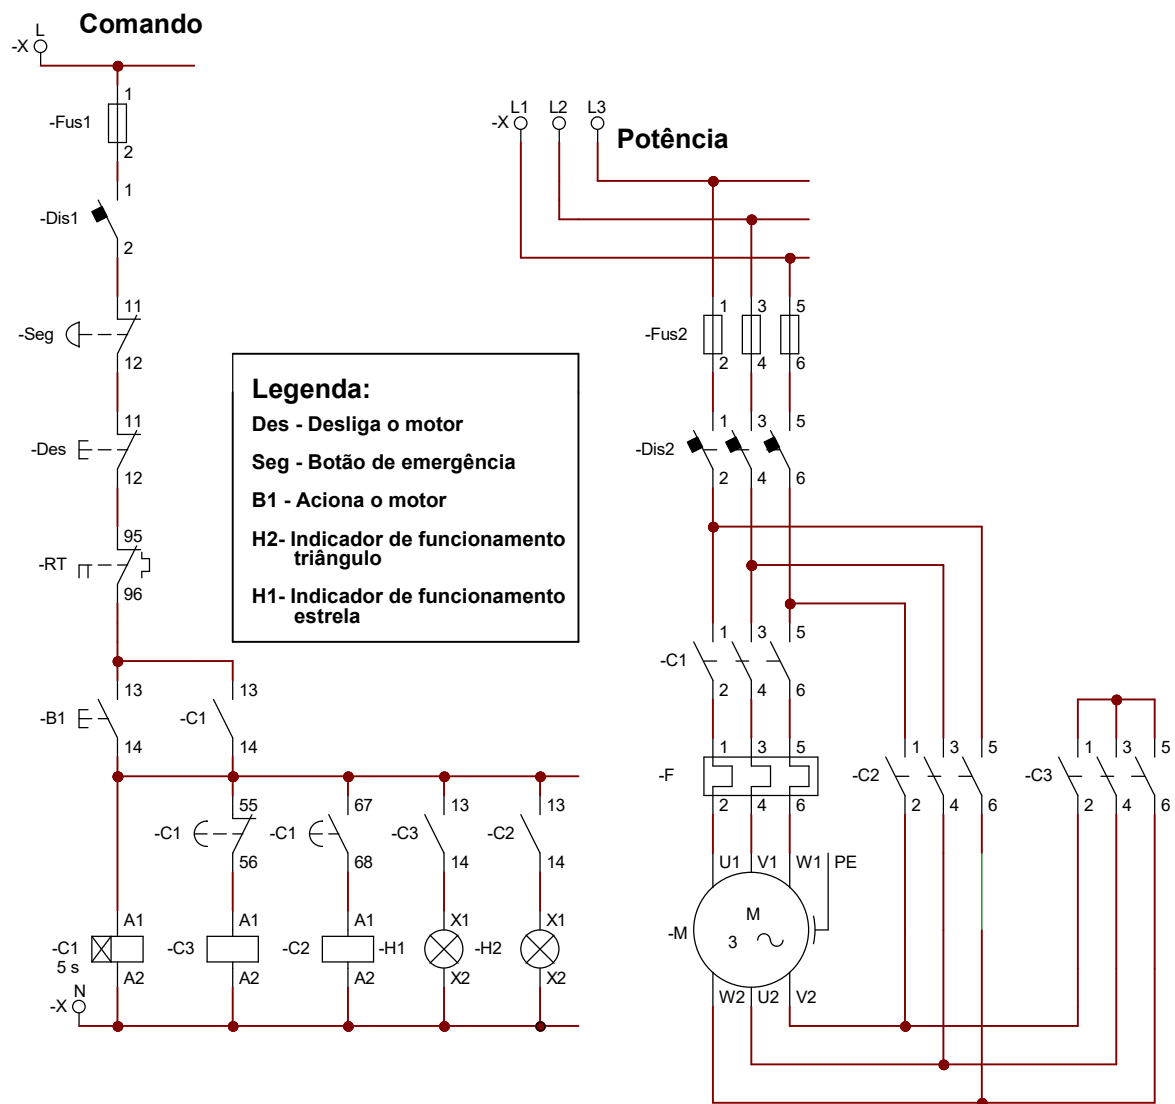 Comando
L
-X
1
-Fus1
2
1
-Dis1
2
11
-Seg
12
11
-Des
12
95
-RT
96
13
-B1
14
13
-C1
14
55
-C1
56
67
-C1
68
13
-C3
14
13
-C2
14
A1
-C1
5 s
A2
A1
-C3
A2
A1
-C2
A2
X1
-H1
X2
X1
-H2
X2
N
-X
Legenda:
Des - Desliga o motor
Seg - Botão de emergência
B1 - Aciona o motor
H2- Indicador de funcionamento
triângulo
H1- Indicador de funcionamento
estrela
L1 L2 L3
-X
Potência
1 3 5
-Fus2
2 4 6
1 3 5
-Dis2
2 4 6
1 3 5
-C1
2 4 6
1 3 5
-F
2 4 6
1 3 5
-C2
2 4 6
1 3 5
-C3
2 4 6
U1 V1 W1 PE
M
-M
3
W2 U2 V2